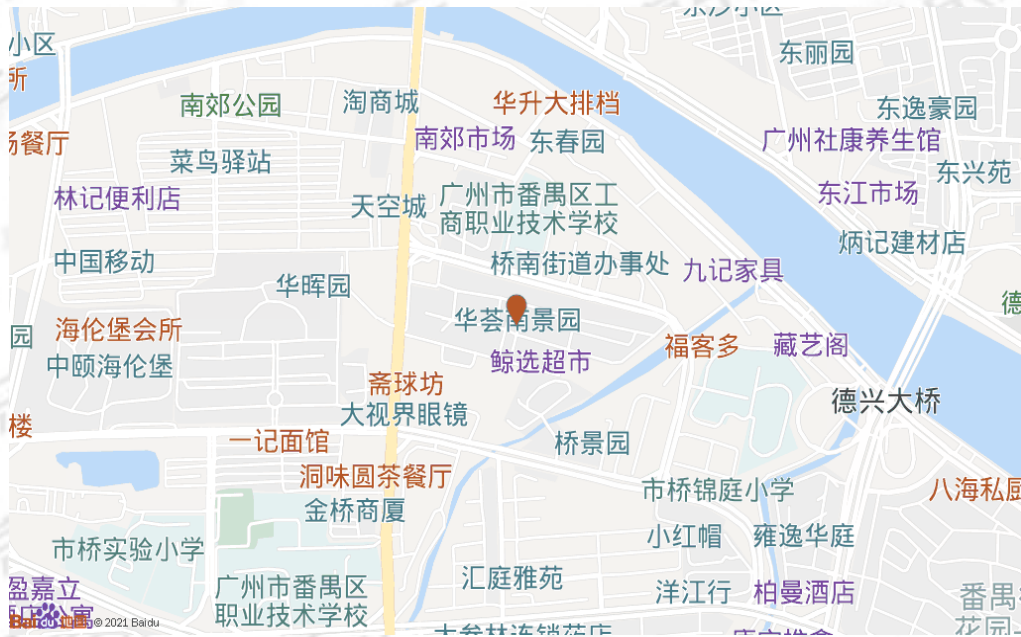 小区
东丽园
所
南郊公园
淘商城
华升大排档
东逸豪园
场餐厅
南郊市场
东春园
广州社康养生馆
菜鸟驿站
东兴苑
林记便利店
天空城
广州市番禺区工
商职业技术学校
东江市场
中国移动
桥南街道办事处
九记家具
炳记建材店
华晖园
德
园
海伦堡会所
华荟南景园
中颐海伦堡
鲸选超市
福客多
藏艺阁
斋球坊
大视界眼镜
德兴大桥
楼
一记面馆
桥景园
洞味圆茶餐厅
市桥锦庭小学
八海私厨
金桥商厦
市桥实验小学
小红帽
雍逸华庭
盈嘉立
广州市番禺区
职业技术学校
汇庭雅苑
洋江行
柏曼酒店
番禺
花园
© 2021 Baidu